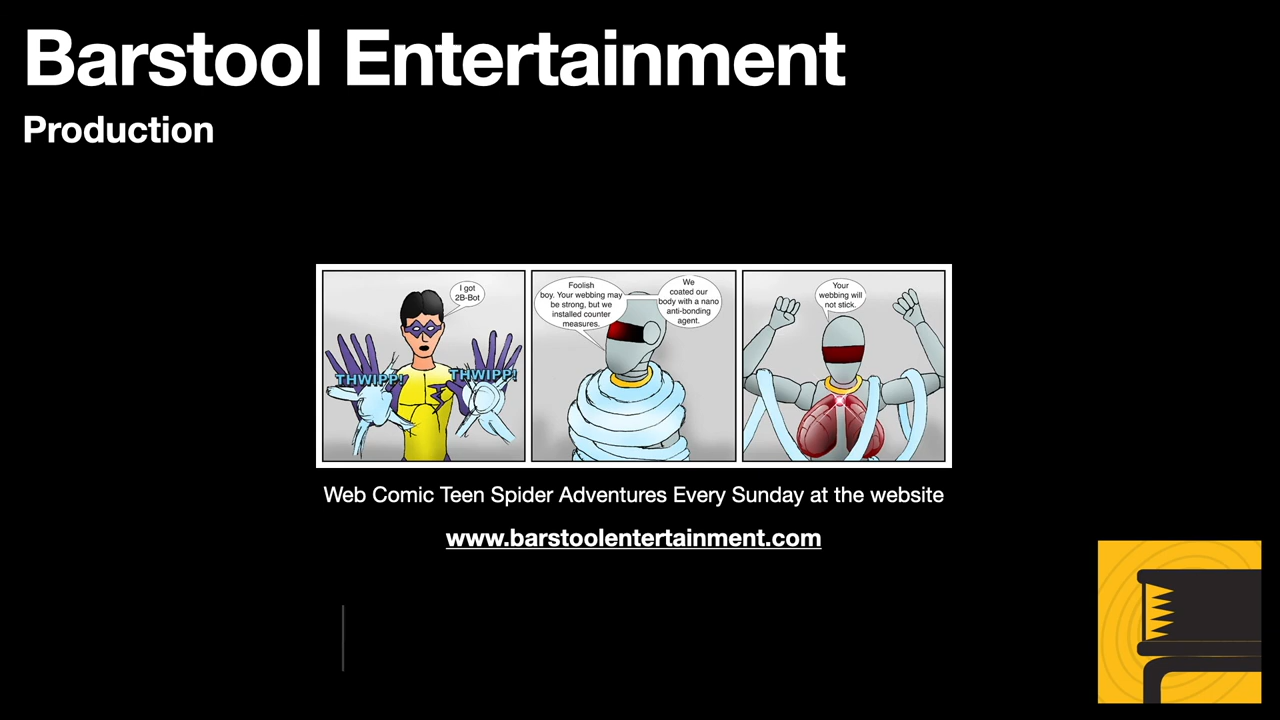 Barstool Entertainment
Production
I got
2B-Bot
THWIPP!
THWIPP!
Foolish
boy. Your webbing may
be strong, but we
installed counter
measures.
We
coated our
body with a nano
anti-bonding
agent.
Your
webbing will
not stick.
Web Comic Teen Spider Adventures Every Sunday at the website
www.barstoolentertainment.com